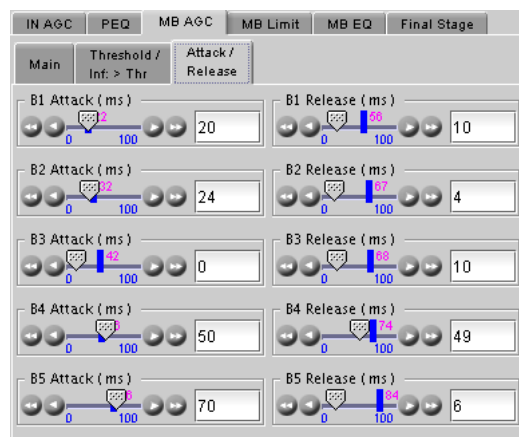 IN AGC PEQ MB AGC MB Limit MB EQ Final Stage
Main Threshold / Inf: > Thr Attack / Release
B1 Attack ( ms ) B1 Release ( ms )
2 56
0 100 20 0 100 10
B2 Attack ( ms ) B2 Release ( ms )
32 67
0 100 24 0 100 4
B3 Attack ( ms ) B3 Release ( ms )
42 68
0 100 0 0 100 10
B4 Attack ( ms ) B4 Release ( ms )
74
0 100 50 0 100 49
B5 Attack ( ms ) B5 Release ( ms )
84
0 100 70 0 100 6